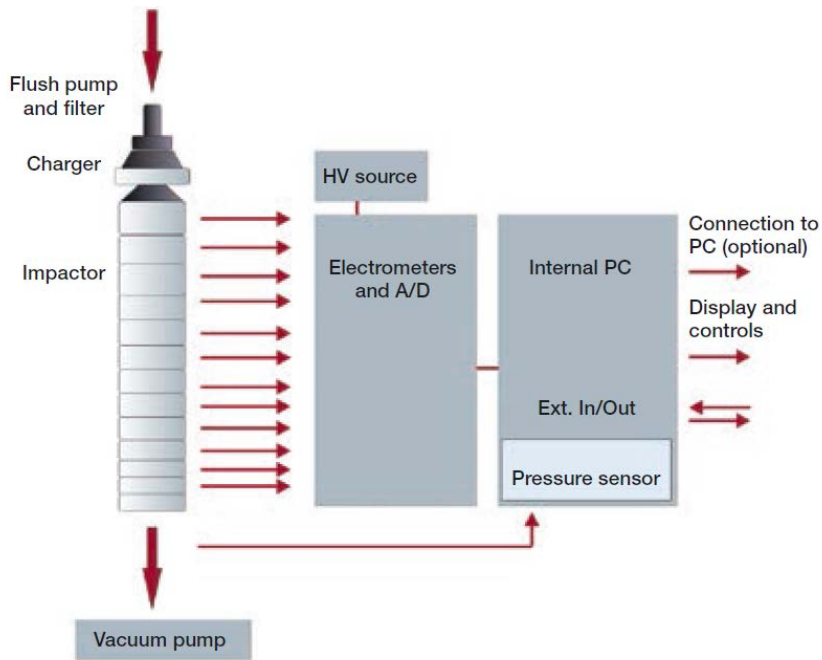 Flush pump
and filter
Charger
Impactor
HV source
Electrometers
and A/D
Internal PC
Ext. In/Out
Pressure sensor
Connection to
PC (optional)
Display and
controls
Vacuum pump